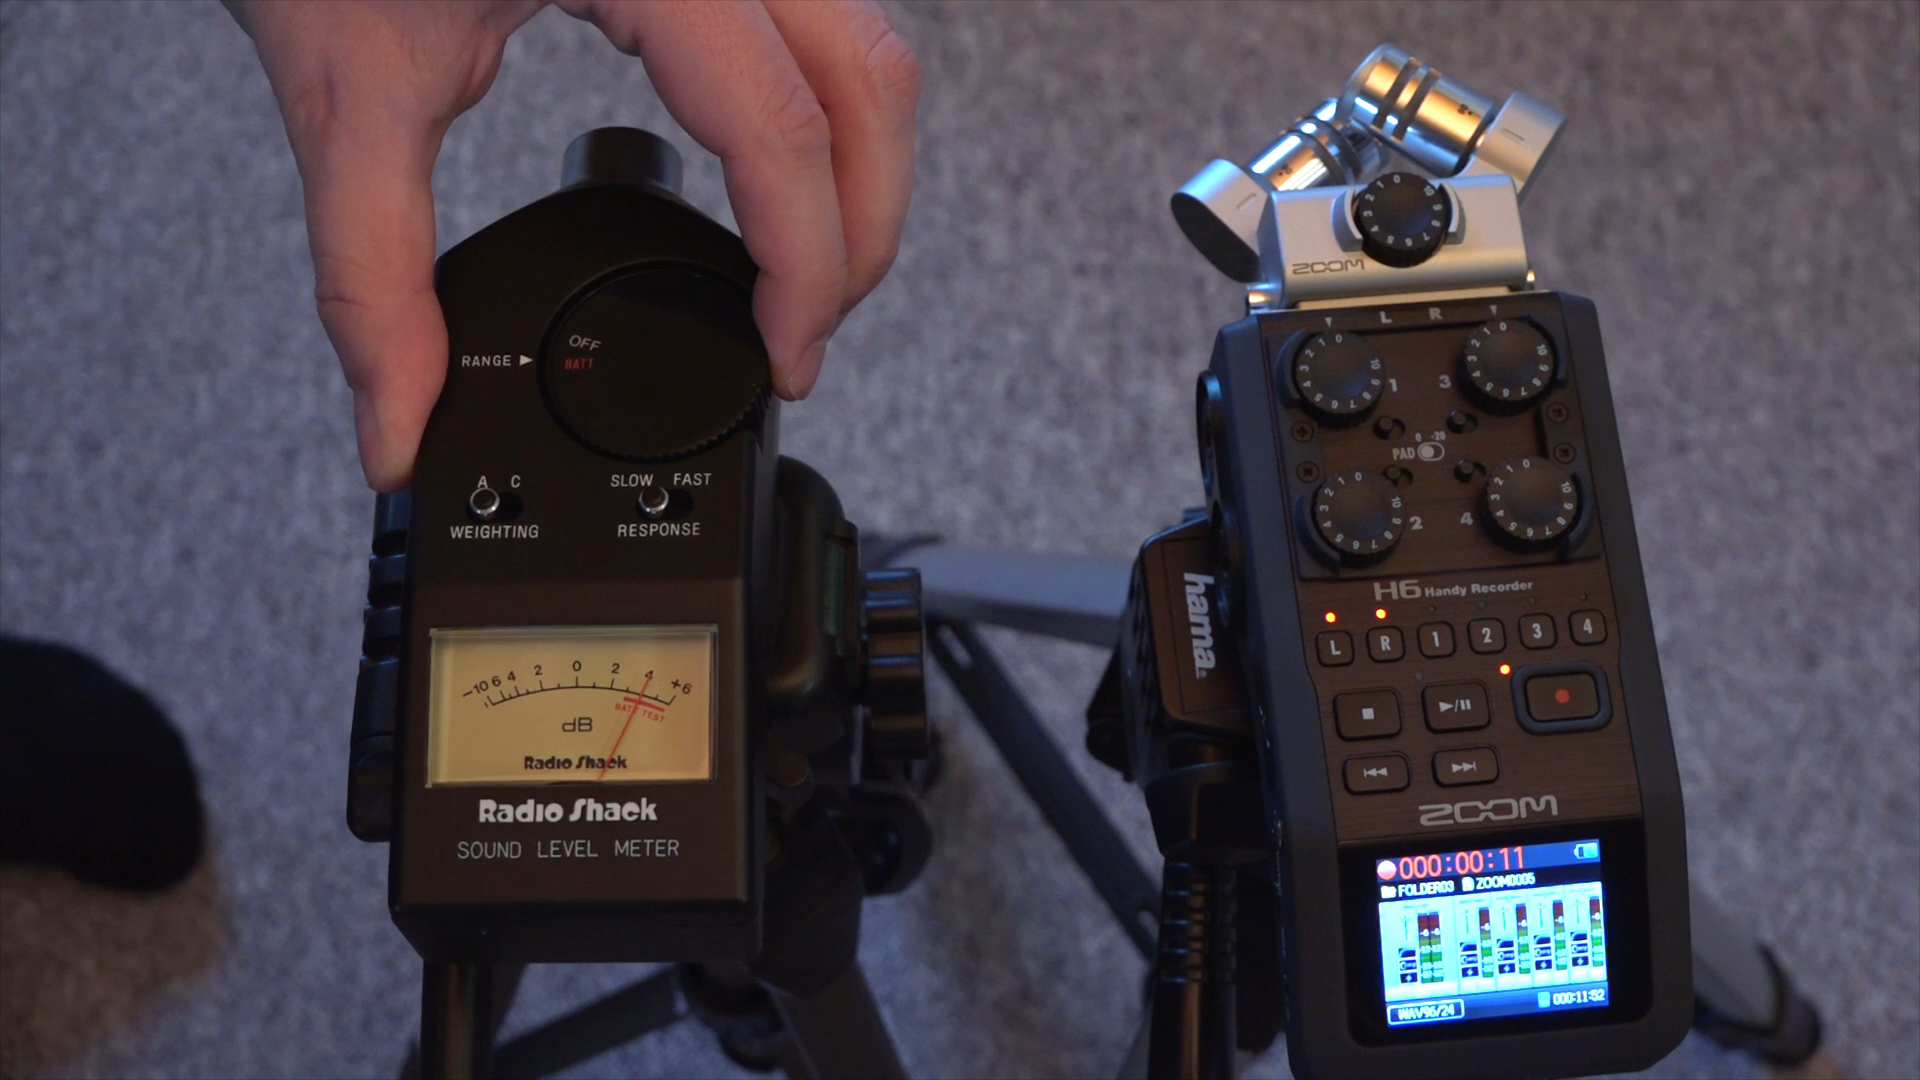 OFF
RANGE ▶
BATT
A C
WEIGHTING
SLOW FAST
RESPONSE
-10 6 4 2 0 2 4 +6
BATT TEST
dB
Radio Shack
Radio Shack
SOUND LEVEL METER
hama®
ZOOM
L R
1
3
0 -20
PAD
2
4
H6 Handy Recorder
L R 1 2 3 4
ZOOM
000:00:11
FOLDER03 ZOOM0005
WAV96/24
000:11:52